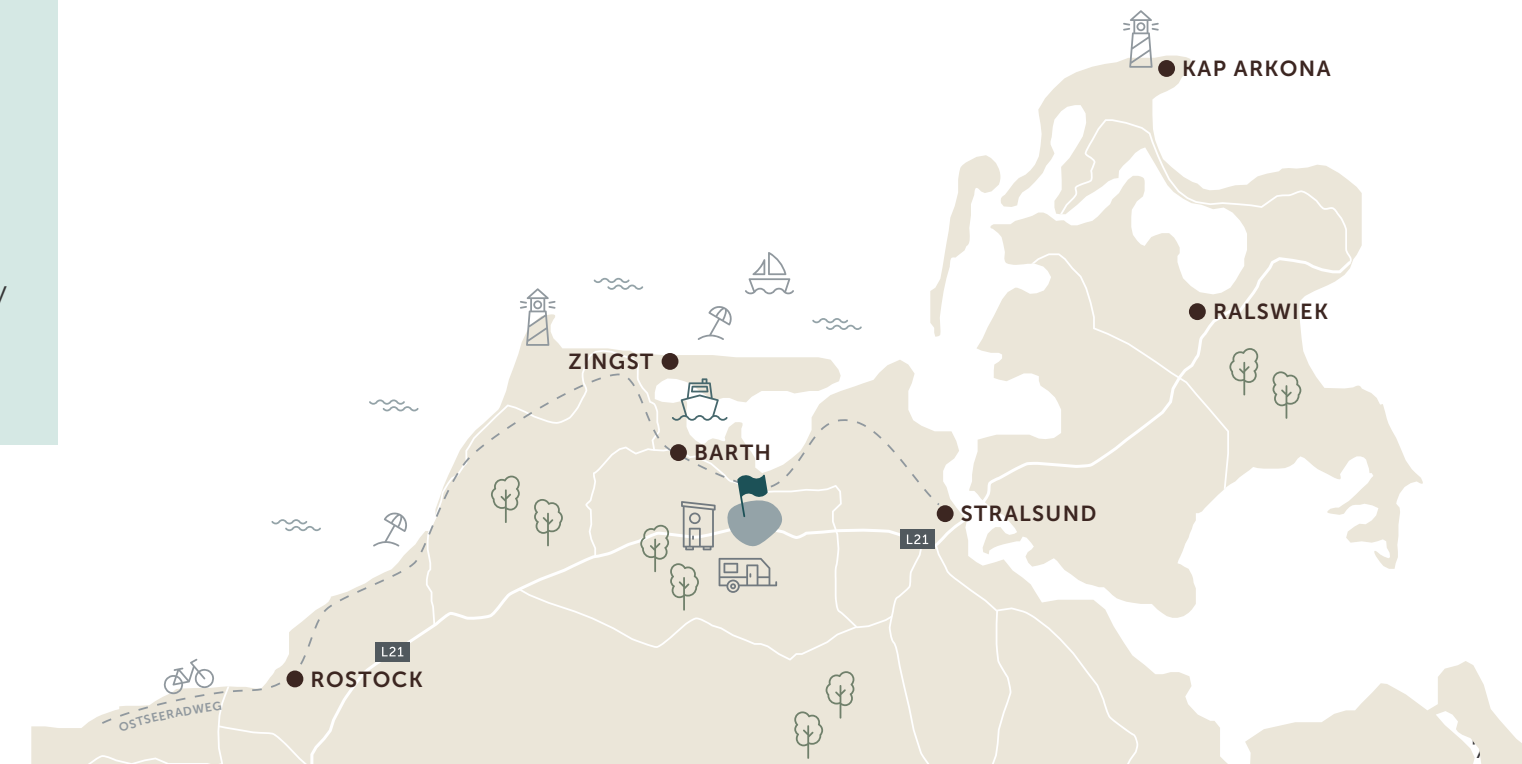 KAP ARKONA
RALSWIEK
ZINGST
BARTH
STRALSUND
L21
L21
ROSTOCK
OSTSEERADWEG